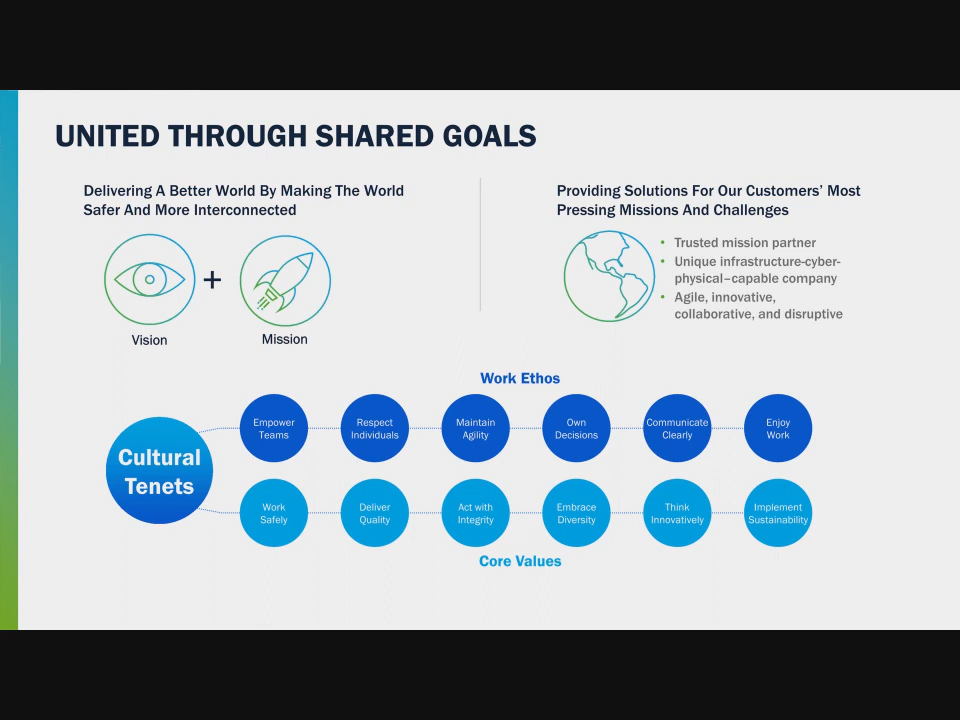 UNITED THROUGH SHARED GOALS
Delivering A Better World By Making The World
Safer And More Interconnected
+
Vision
Mission
Providing Solutions For Our Customers’ Most
Pressing Missions And Challenges
• Trusted mission partner
• Unique infrastructure-cyber-
physical–capable company
• Agile, innovative,
collaborative, and disruptive
Work Ethos
Cultural
Tenets
Empower
Teams
Respect
Individuals
Maintain
Agility
Own
Decisions
Communicate
Clearly
Enjoy
Work
Work
Safely
Deliver
Quality
Act with
Integrity
Embrace
Diversity
Think
Innovatively
Implement
Sustainability
Core Values